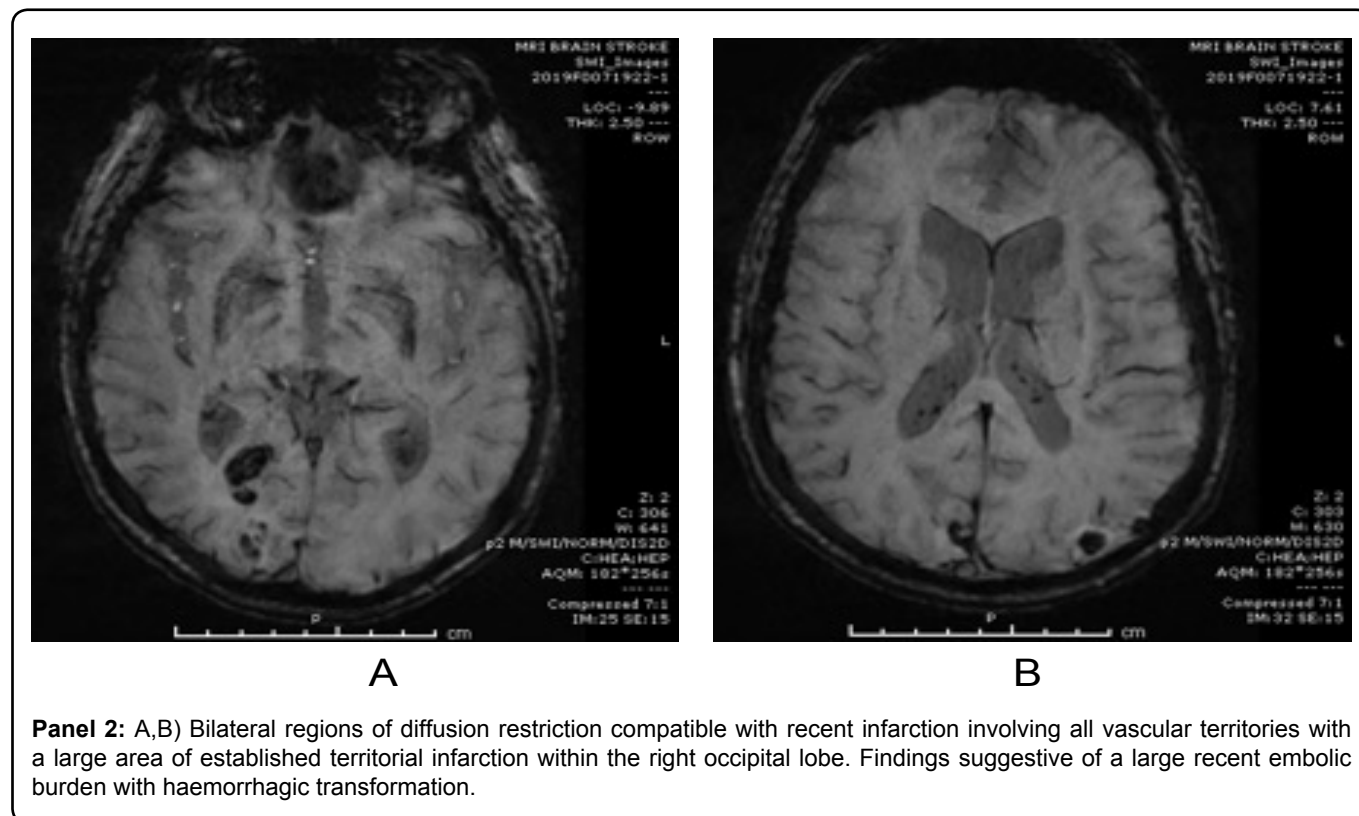 MRI BRAIN STROKE
SWI_Images
2019F0071922-1
---
LOC: -9.89
THK: 2.50 ---
ROW
L
Z: 2
C: 306
W: 641
p2 M/SWI/NORM/DIS2D
C:HEA;HEP
AQM: 182*256s
--- ---
Compressed 7:1
IM:25 SE:15
P
cm
MRI BRAIN STROKE
SWI_Images
2019F0071922-1
---
LOC: 7.61
THK: 2.50 ---
ROM
L
Z: 2
C: 303
W: 630
p2 M/SWI/NORM/DIS2D
C:HEA;HEP
AQM: 182*256s
--- ---
Compressed 7:1
IM:32 SE:15
P
cm
A
B
Panel 2: A,B) Bilateral regions of diffusion restriction compatible with recent infarction involving all vascular territories with
a large area of established territorial infarction within the right occipital lobe. Findings suggestive of a large recent embolic
burden with haemorrhagic transformation.